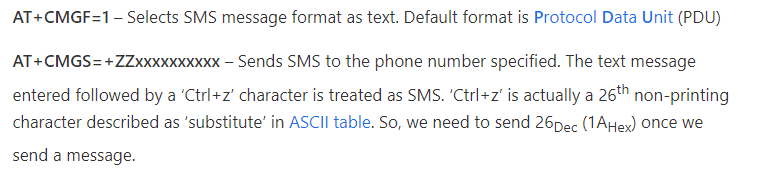 AT+CMGF=1 – Selects SMS message format as text. Default format is Protocol Data Unit (PDU)
AT+CMGS=+ZZxxxxxxxxxx – Sends SMS to the phone number specified. The text message
entered followed by a ‘Ctrl+z’ character is treated as SMS. ‘Ctrl+z’ is actually a 26th non-printing
character described as ‘substitute’ in ASCII table. So, we need to send 26Dec (1AHex) once we
send a message.